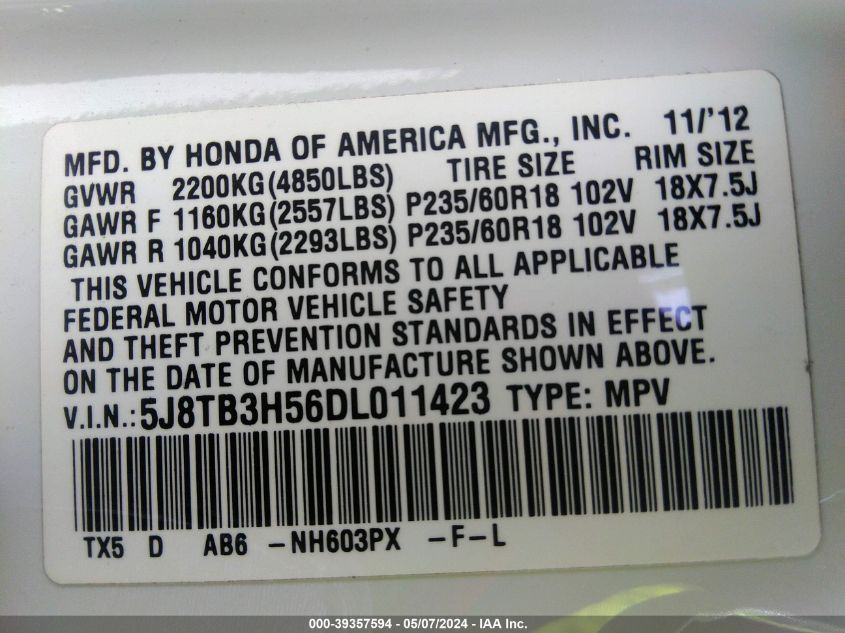 MFD. BY HONDA OF AMERICA MFG., INC. 11/'12
GVWR 2200KG(4850LBS) TIRE SIZE RIM SIZE
GAWR F 1160KG(2557LBS) P235/60R18 102V 18X7.5J
GAWR R 1040KG(2293LBS) P235/60R18 102V 18X7.5J
THIS VEHICLE CONFORMS TO ALL APPLICABLE
FEDERAL MOTOR VEHICLE SAFETY
AND THEFT PREVENTION STANDARDS IN EFFECT
ON THE DATE OF MANUFACTURE SHOWN ABOVE.
V.I.N.: 5J8TB3H56DL011423 TYPE: MPV
TX5 D AB6 -NH603PX -F-L
000-39357594 - 05/07/2024 - IAA Inc.